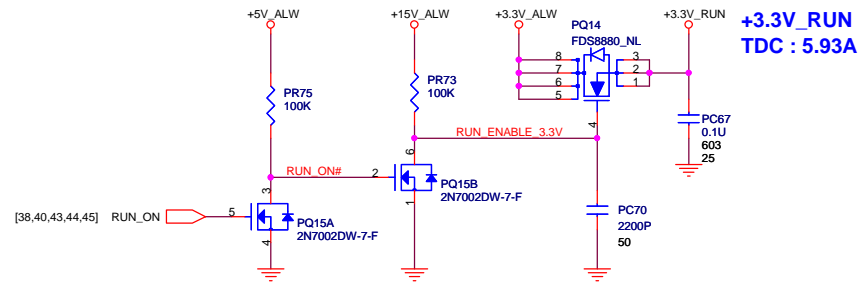 +5V_ALW
+15V_ALW
+3.3V_ALW
+3.3V_RUN
+3.3V_RUN
TDC : 5.93A
PQ14
FDS8880_NL
8
7
6
5
3
2
1
4
PR75
100K
PR73
100K
PC67
0.1U
603
25
RUN_ENABLE_3.3V
RUN_ON#
3
2
6
PQ15B
2N7002DW-7-F
1
[38,40,43,44,45]
RUN_ON
5
PQ15A
2N7002DW-7-F
4
PC70
2200P
50